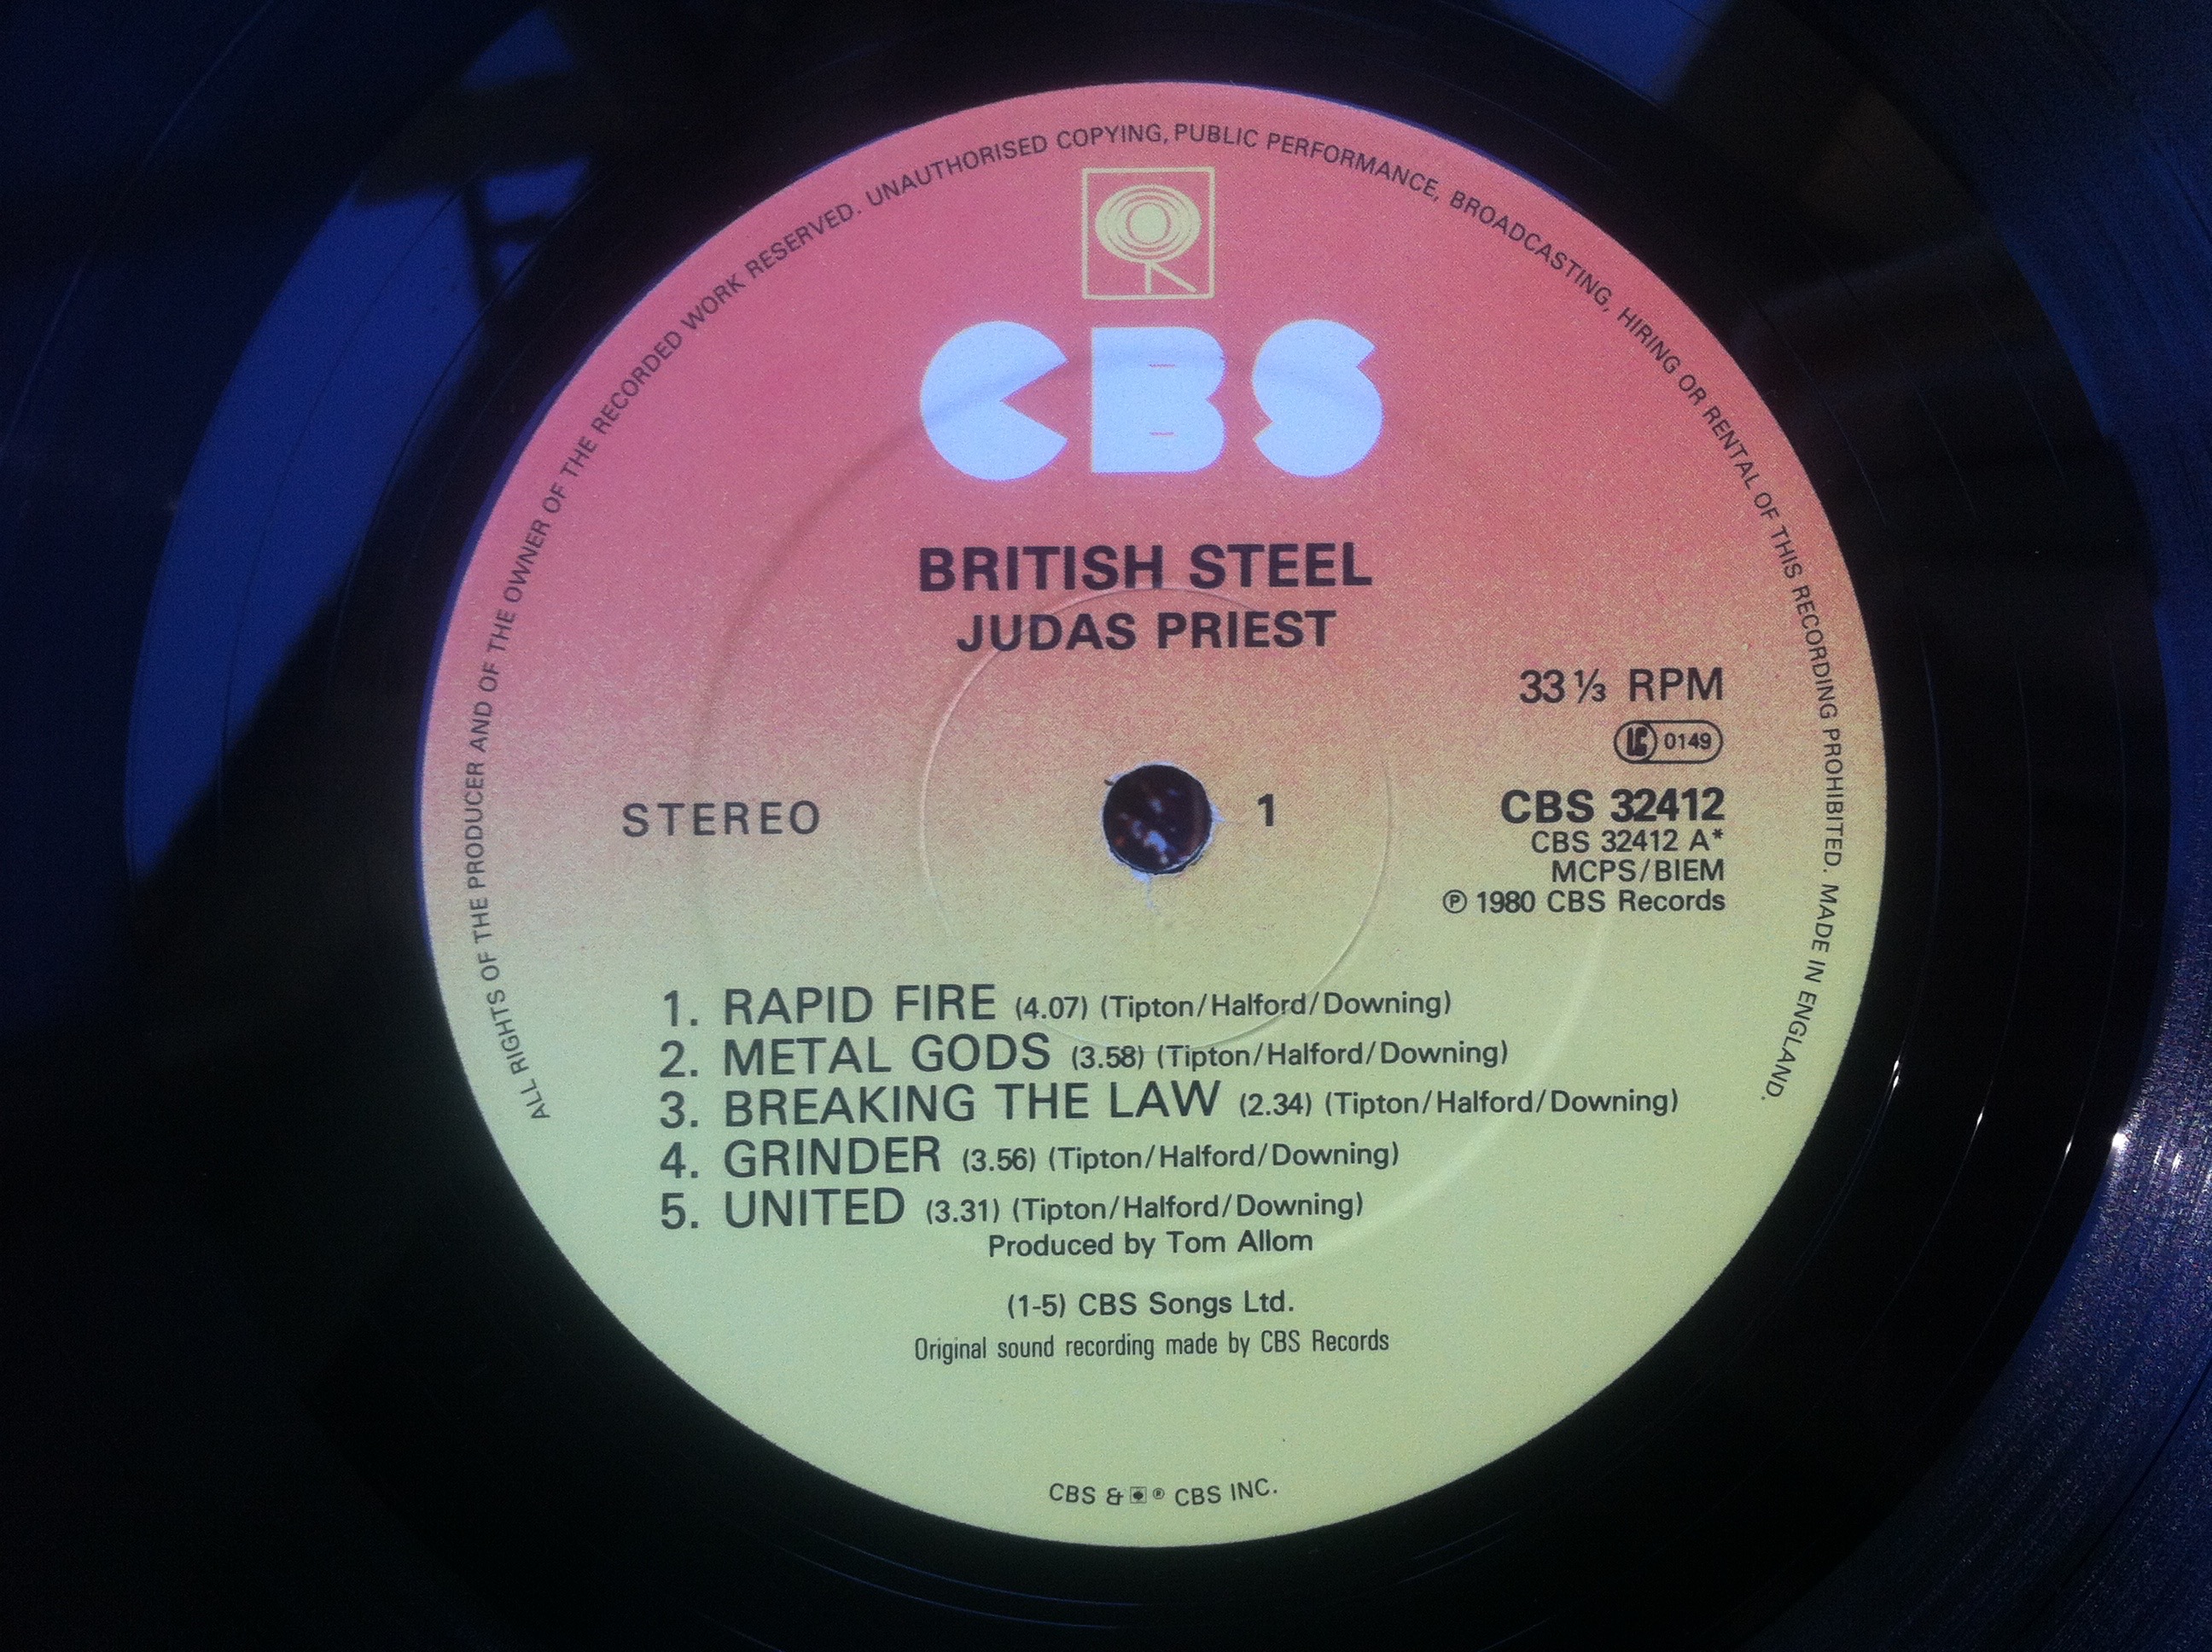 ALL RIGHTS OF THE PRODUCER AND OF THE OWNER OF THE RECORDED WORK RESERVED. UNAUTHORISED COPYING, PUBLIC PERFORMANCE, BROADCASTING, HIRING OR RENTAL OF THIS RECORDING PROHIBITED. MADE IN ENGLAND.
CBS
BRITISH STEEL
JUDAS PRIEST
33 ⅓ RPM
LC 0149
STEREO
1
CBS 32412
CBS 32412 A*
MCPS/BIEM
℗ 1980 CBS Records
1. RAPID FIRE (4.07) (Tipton/Halford/Downing)
2. METAL GODS (3.58) (Tipton/Halford/Downing)
3. BREAKING THE LAW (2.34) (Tipton/Halford/Downing)
4. GRINDER (3.56) (Tipton/Halford/Downing)
5. UNITED (3.31) (Tipton/Halford/Downing)
Produced by Tom Allom
(1-5) CBS Songs Ltd.
Original sound recording made by CBS Records
CBS & ® CBS INC.